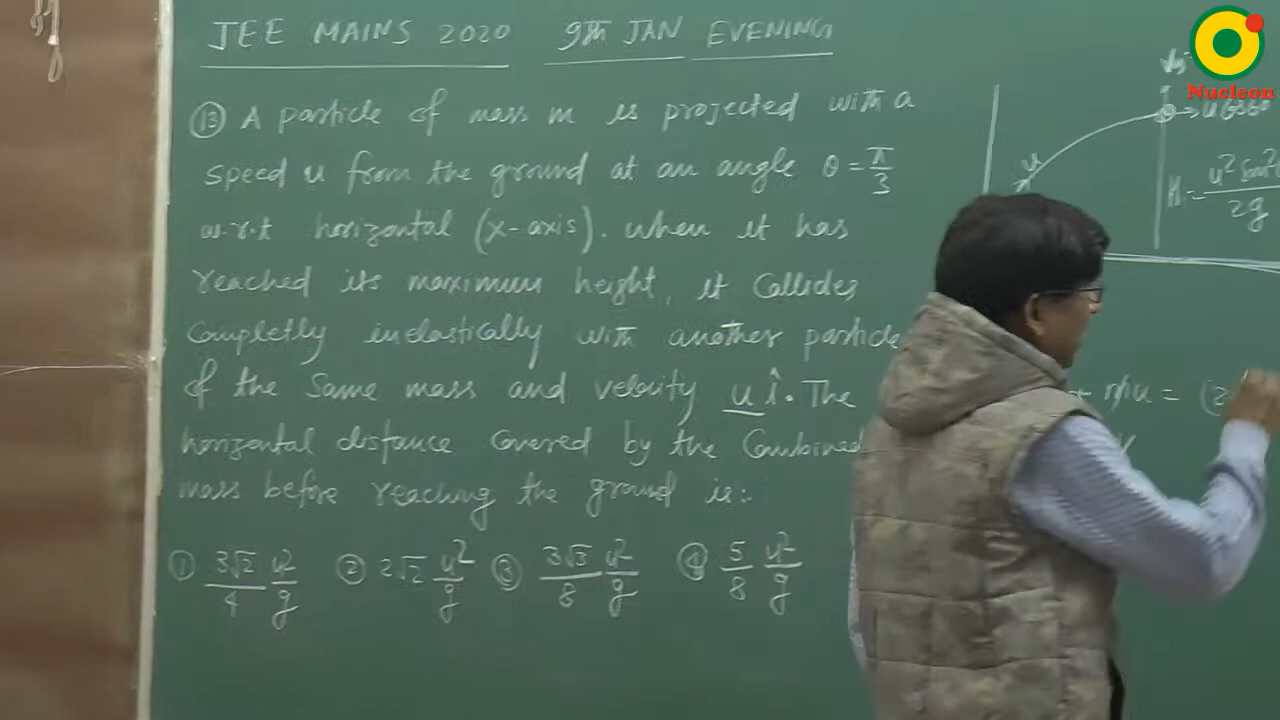 JEE MAINS 2020 9th JAN EVENING
⑬ A particle of mass m is projected with a
speed u from the ground at an angle θ = π/3
w.r.t horizontal (x-axis). when it has
reached its maximum height, it collides
completly inelastically with another particle
of the same mass and velocity u î. The
horizontal distance covered by the combined
mass before reaching the ground is:
① 3√2/4 u²/g ② 2√2 u²/g ③ 3√3/8 u²/g ④ 5/8 u²/g
u
u cos60
H = u² sin²
2g
+ mu = (2
Nucleon